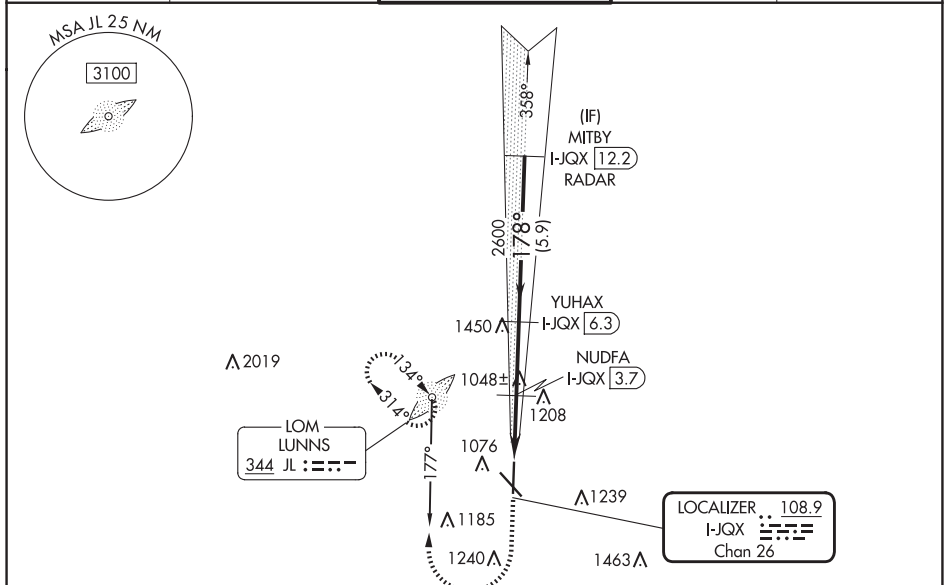 MSA JL 25 NM
3100
358°
(IF)
MITBY
I-JQX 12.2
RADAR
2600
178°
(5.9)
YUHAX
I-JQX 6.3
1450
NUDFA
I-JQX 3.7
2019
134°
314°
1048±
1208
LOM
LUNNS
344 JL
177°
1076
1239
LOCALIZER 108.9
I-JQX
Chan 26
1185
1240
1463